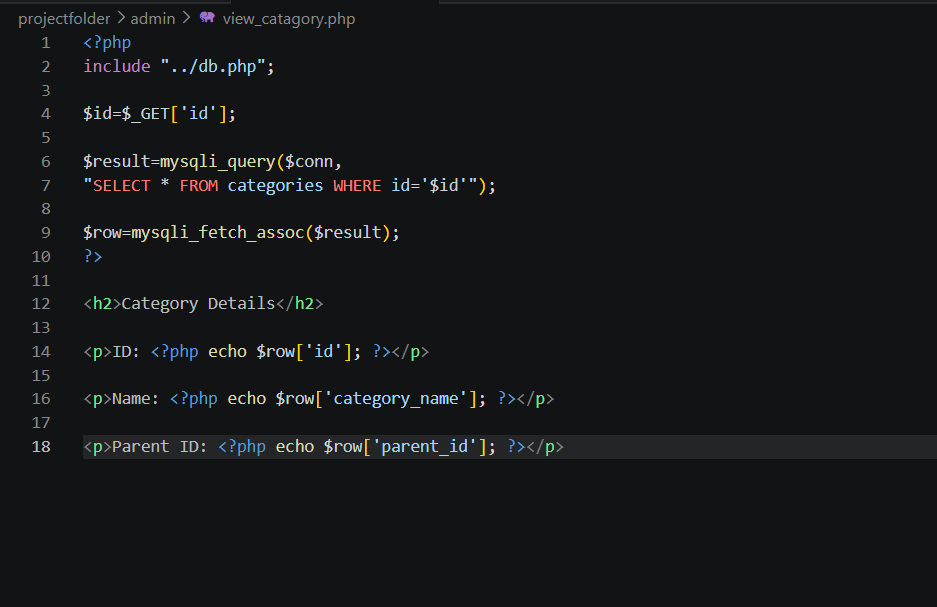 projectfolder > admin > view_catagory.php
1 <?php
2 include "../db.php";
3
4 $id=$_GET['id'];
5
6 $result=mysqli_query($conn,
7 "SELECT * FROM categories WHERE id='$id'");
8
9 $row=mysqli_fetch_assoc($result);
10 ?>
11
12 <h2>Category Details</h2>
13
14 <p>ID: <?php echo $row['id']; ?></p>
15
16 <p>Name: <?php echo $row['category_name']; ?></p>
17
18 <p>Parent ID: <?php echo $row['parent_id']; ?></p>